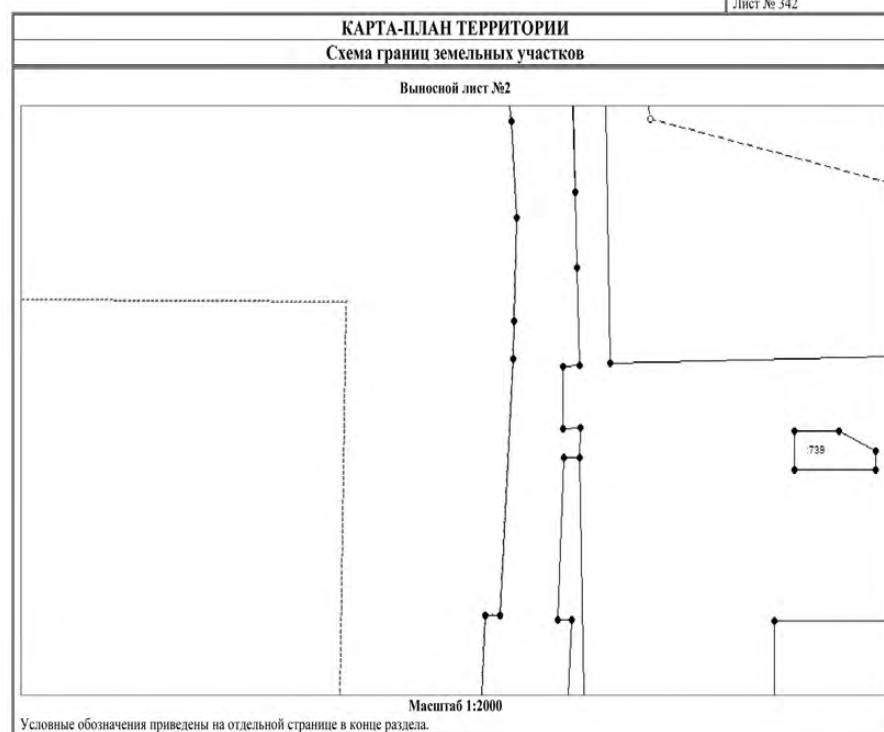 Лист № 342
КАРТА-ПЛАН ТЕРРИТОРИИ
Схема границ земельных участков
Выносной лист №2
:739
Масштаб 1:2000
Условные обозначения приведены на отдельной странице в конце раздела.